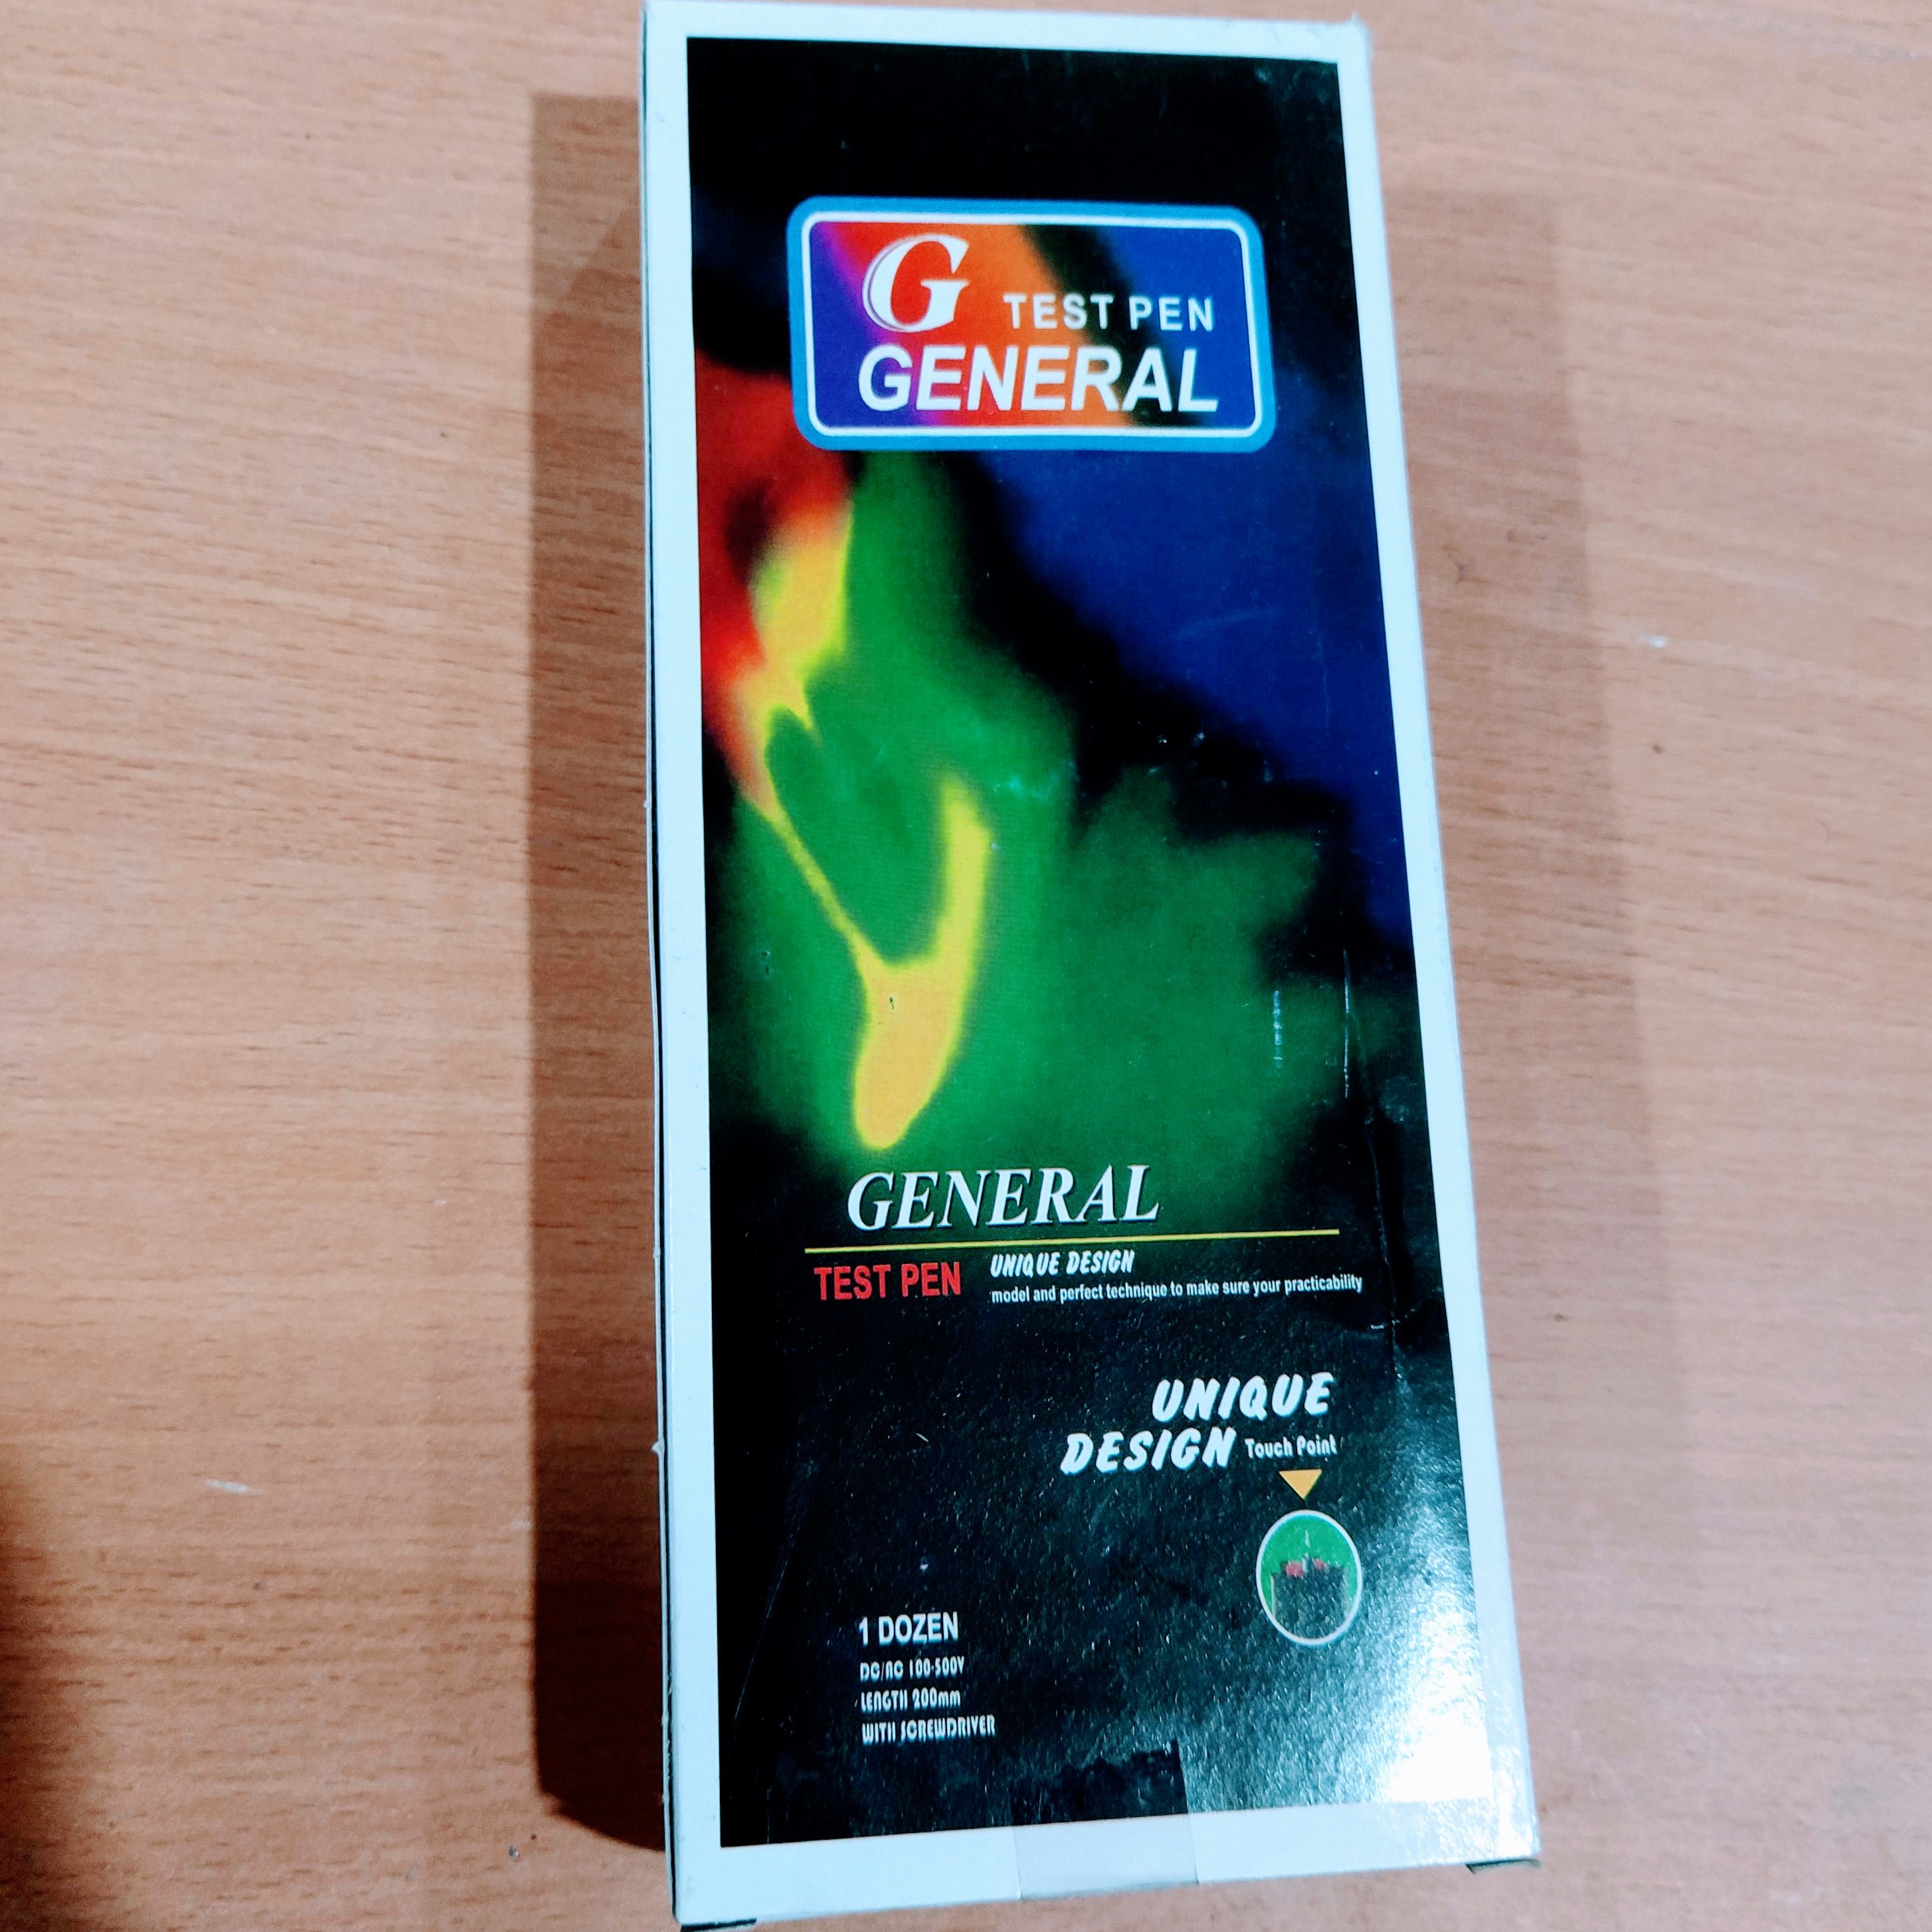 G TEST PEN
GENERAL
GENERAL
TEST PEN
UNIQUE DESIGN
model and perfect technique to make sure your practicability
UNIQUE
DESIGN Touch Point
1 DOZEN
DC/AC 100-500V
LENGTH 200mm
WITH SCREWDRIVER